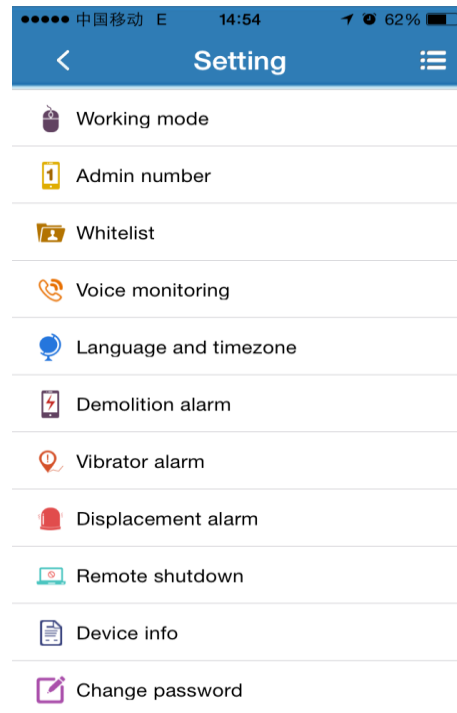 中国移动 E 14:54 62%
Setting
Working mode
1 Admin number
Whitelist
Voice monitoring
Language and timezone
Demolition alarm
Vibrator alarm
Displacement alarm
Remote shutdown
Device info
Change password